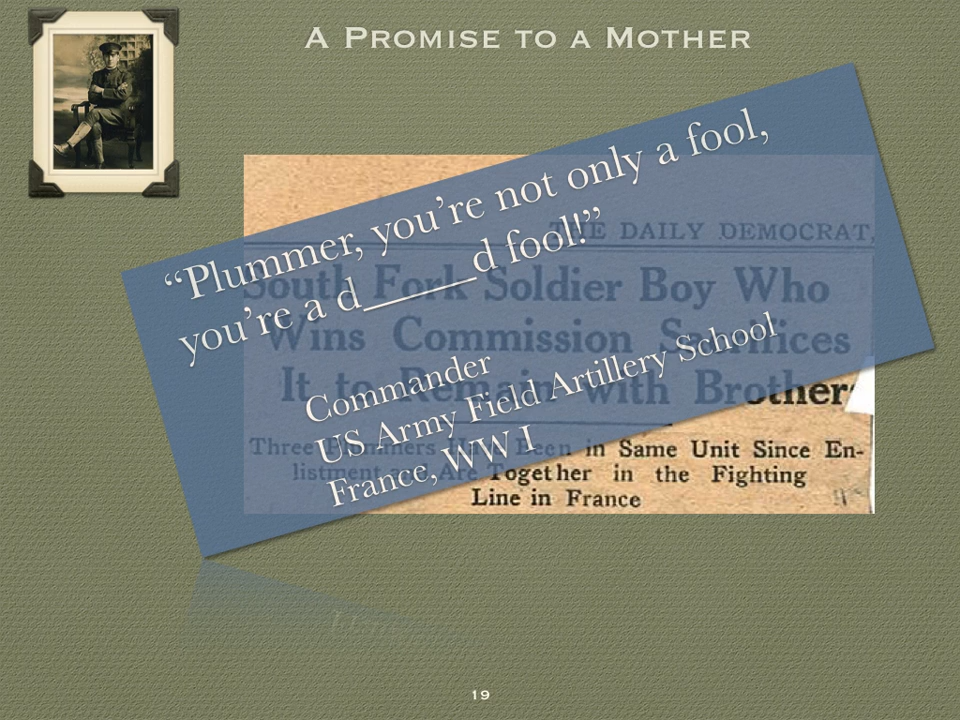 A Promise to a Mother
“Plummer, you’re not only a fool,
you’re a d_____d fool!”
Commander
US Army Field Artillery School
France, WW I
THE DAILY DEMOCRAT,
South Fork Soldier Boy Who
Wins Commission Sacrifices
It to Remain with Brothers
Three Plummers Have Been in Same Unit Since En-
listment and Are Together in the Fighting
Line in France
19